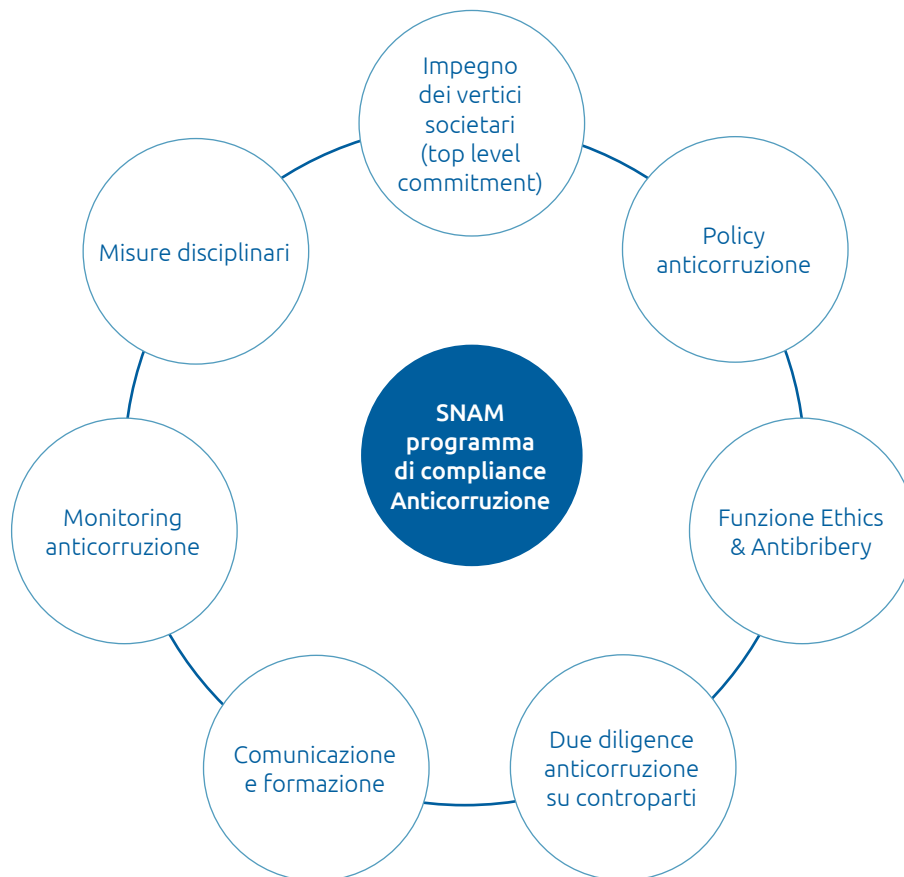 Impegno
dei vertici
societari
(top level
commitment)
Policy
anticorruzione
Misure disciplinari
SNAM
programma
di compliance
Anticorruzione
Funzione Ethics
& Antibribery
Monitoring
anticorruzione
Due diligence
anticorruzione
su controparti
Comunicazione
e formazione